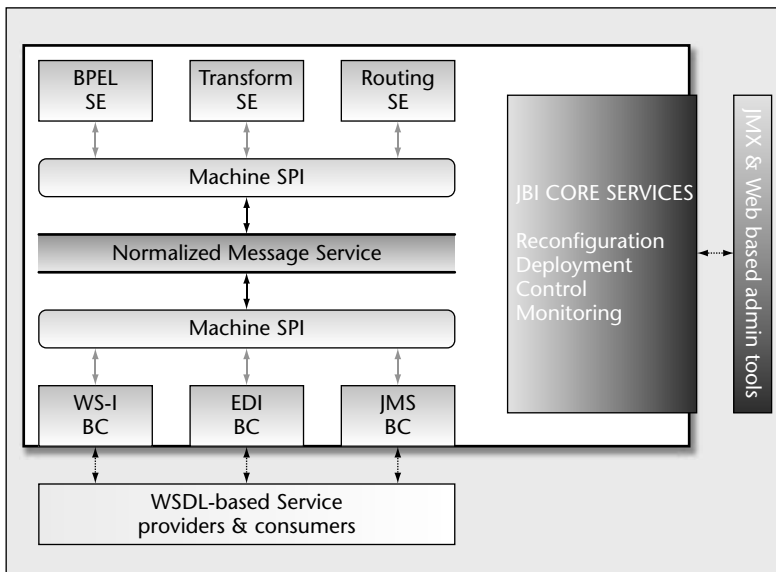 BPEL
SE
Transform
SE
Routing
SE
Machine SPI
Normalized Message Service
Machine SPI
WS-I
BC
EDI
BC
JMS
BC
WSDL-based Service
providers & consumers
JBI CORE SERVICES
Reconfiguration
Deployment
Control
Monitoring
JMX & Web based admin tools